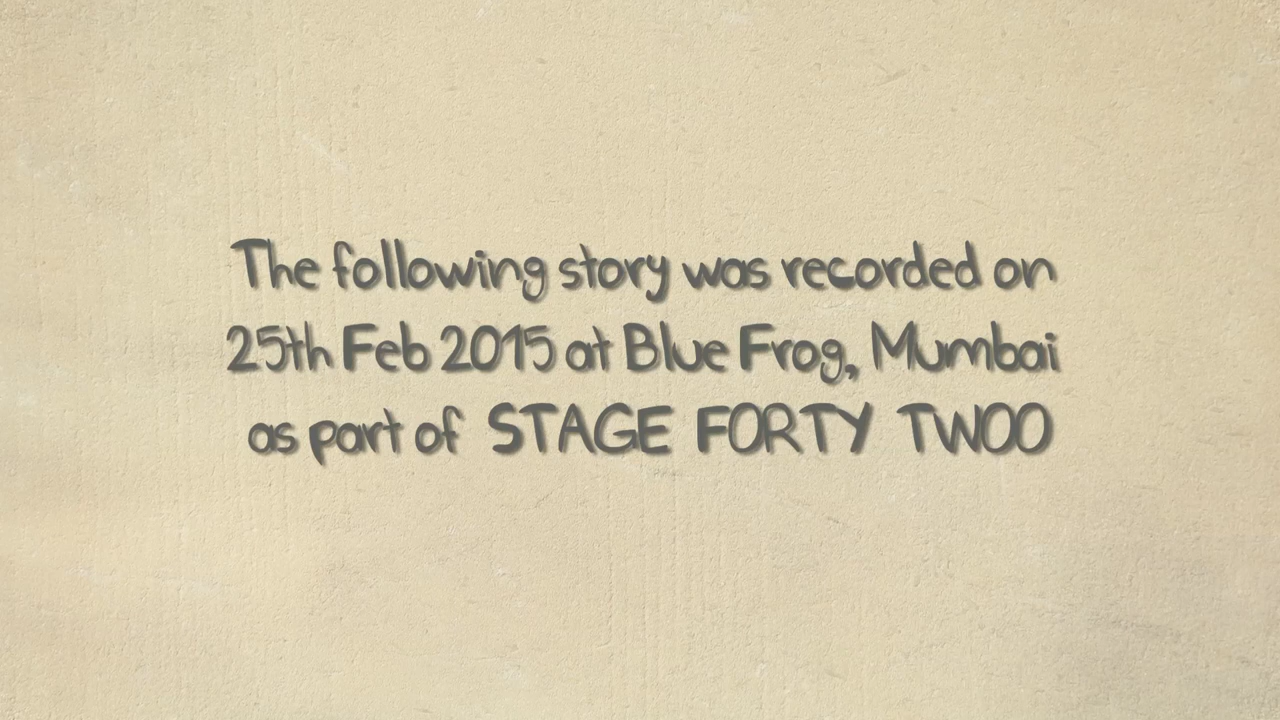 The following story was recorded on
25th Feb 2015 at Blue Frog, Mumbai
as part of STAGE FORTY TWOO